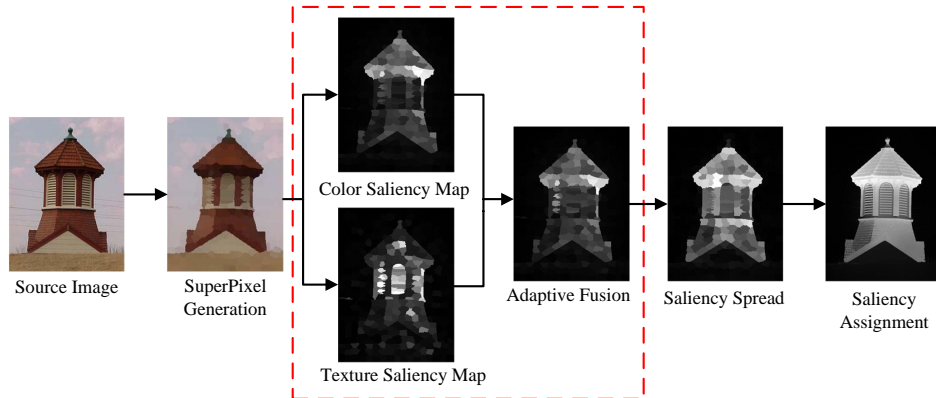 Source Image
SuperPixel
Generation
Color Saliency Map
Texture Saliency Map
Adaptive Fusion
Saliency Spread
Saliency
Assignment